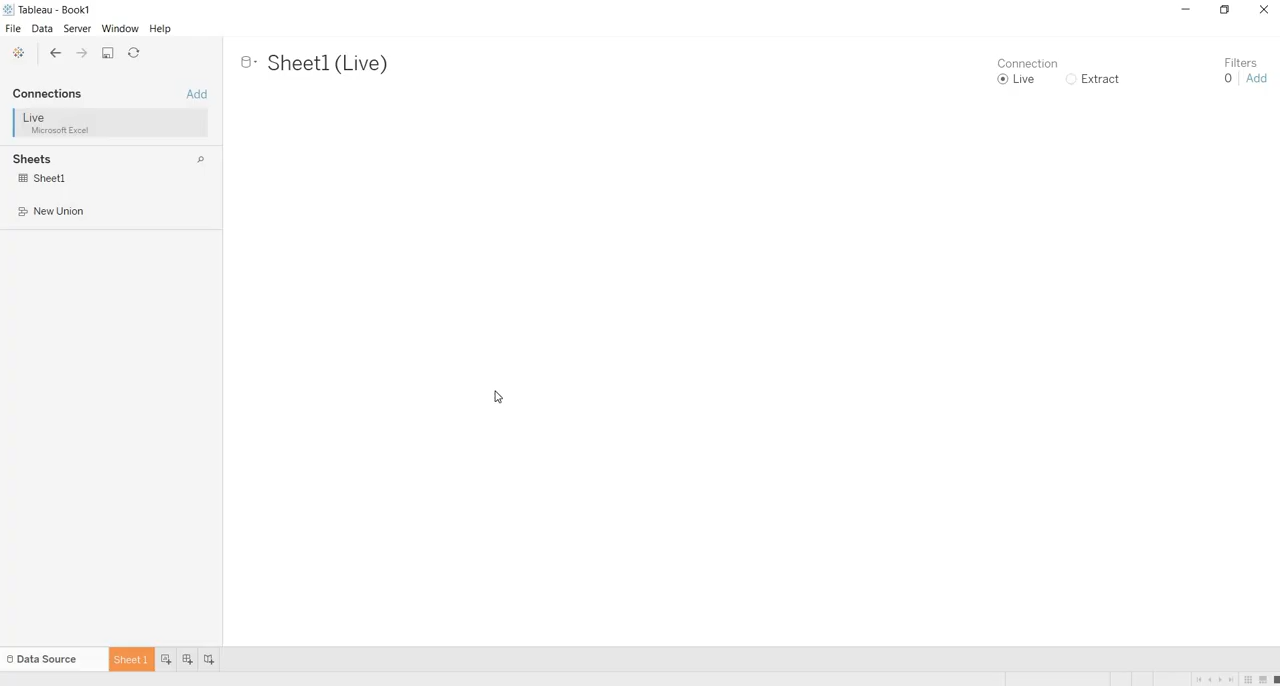 Tableau - Book1
File Data Server Window Help
Sheet1 (Live)
Connection
Live Extract
Filters
0 Add
Connections Add
Live
Microsoft Excel
Sheets
Sheet1
New Union
Data Source Sheet 1